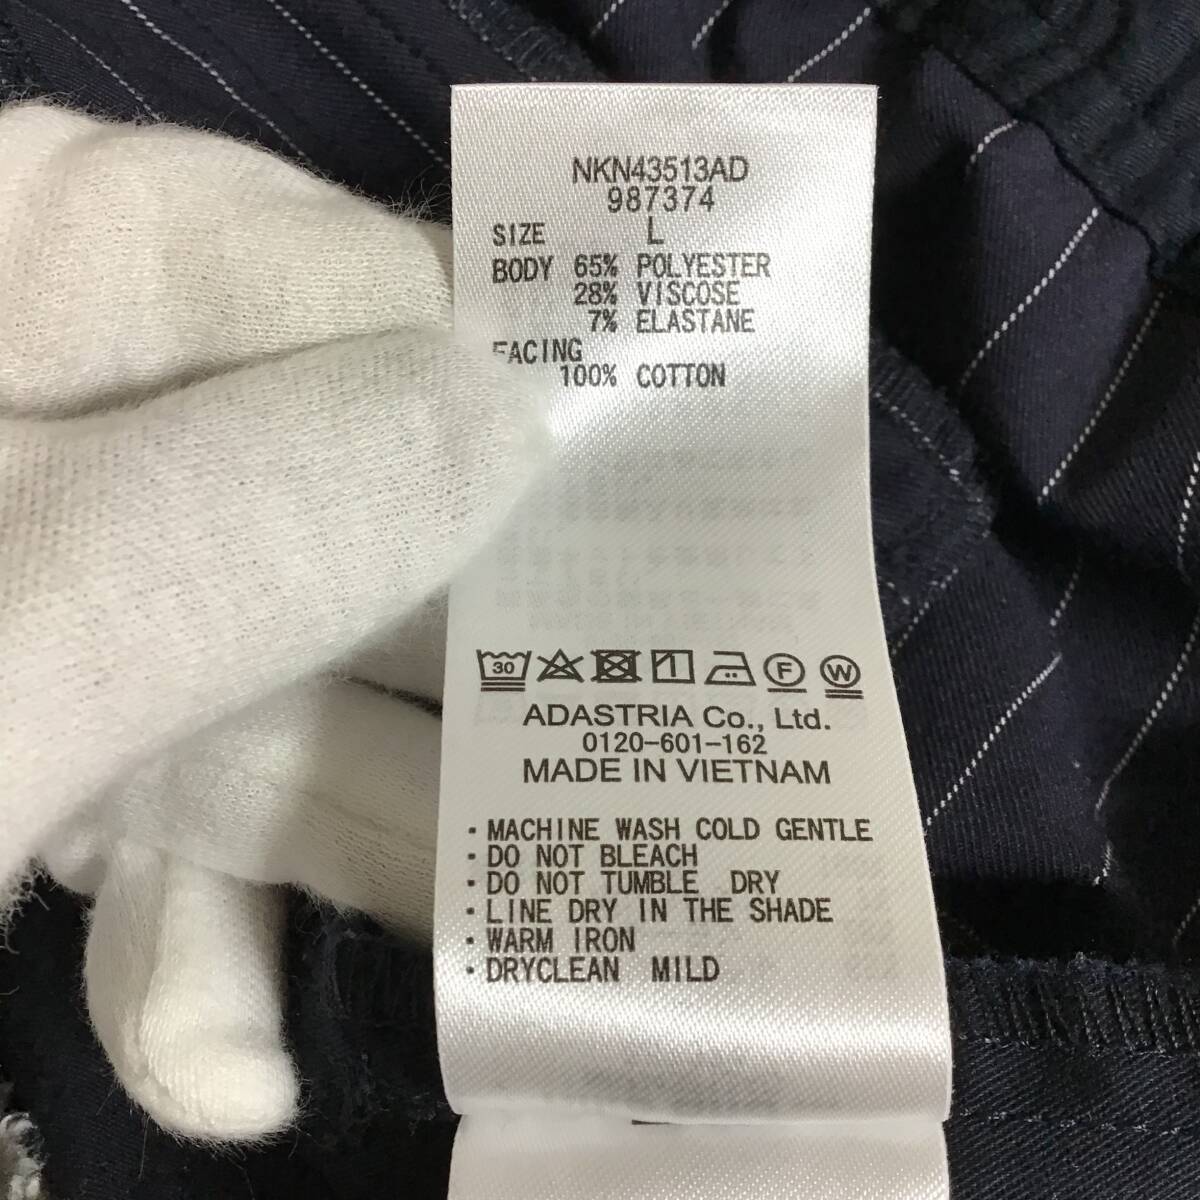 NKN43513AD
987374
SIZE L
BODY 65% POLYESTER
28% VISCOSE
7% ELASTANE
FACING
100% COTTON
30 F W
ADASTRIA Co., Ltd.
0120-601-162
MADE IN VIETNAM
・MACHINE WASH COLD GENTLE
・DO NOT BLEACH
・DO NOT TUMBLE DRY
・LINE DRY IN THE SHADE
・WARM IRON
・DRYCLEAN MILD